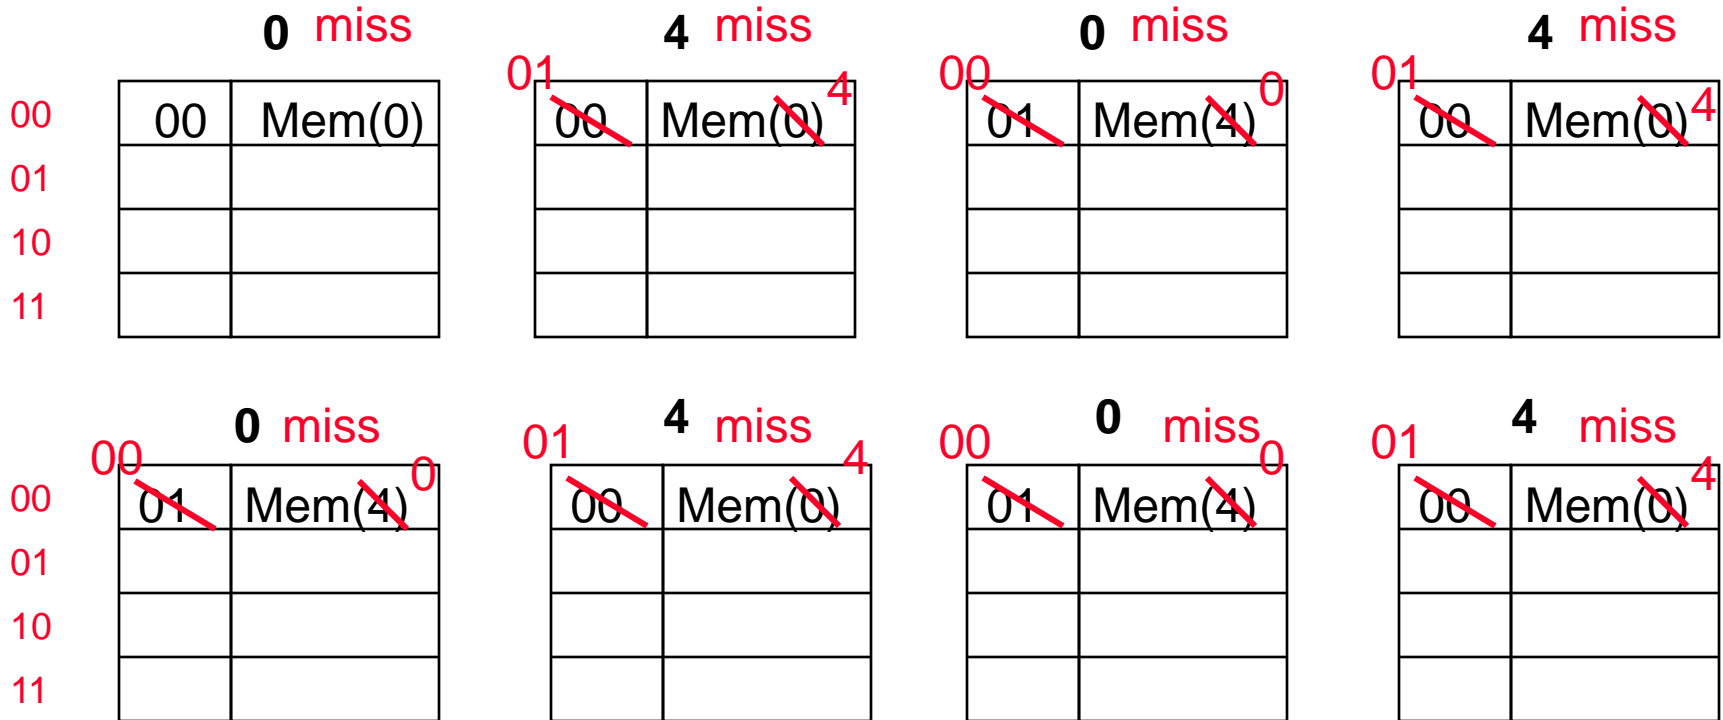 0 miss 4 miss 0 miss 4 miss
01 4 00 0 01 4
00 00 Mem(0) 00 Mem(0) 01 Mem(4) 00 Mem(0)
01
10
11
0 miss 4 miss 0 miss 4 miss
00 0 01 4 00 0 01 4
00 01 Mem(4) 00 Mem(0) 01 Mem(4) 00 Mem(0)
01
10
11